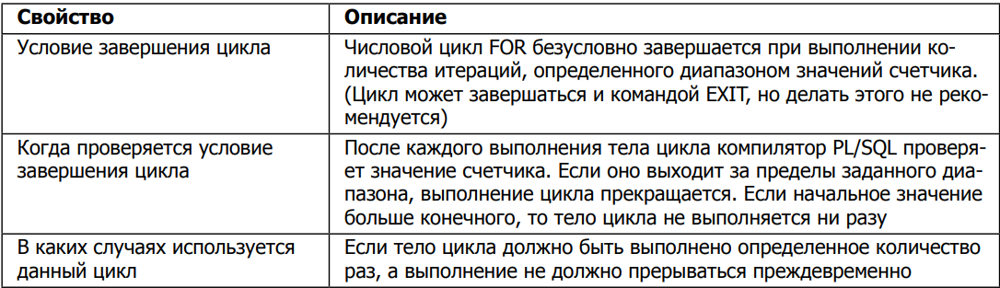 Свойство Описание
Условие завершения цикла Числовой цикл FOR безусловно завершается при выполнении ко-
личества итераций, определенного диапазоном значений счетчика.
(Цикл может завершаться и командой EXIT, но делать этого не реко-
мендуется)
Когда проверяется условие После каждого выполнения тела цикла компилятор PL/SQL проверя-
завершения цикла ет значение счетчика. Если оно выходит за пределы заданного диа-
пазона, выполнение цикла прекращается. Если начальное значение
больше конечного, то тело цикла не выполняется ни разу
В каких случаях используется Если тело цикла должно быть выполнено определенное количество
данный цикл раз, а выполнение не должно прерываться преждевременно